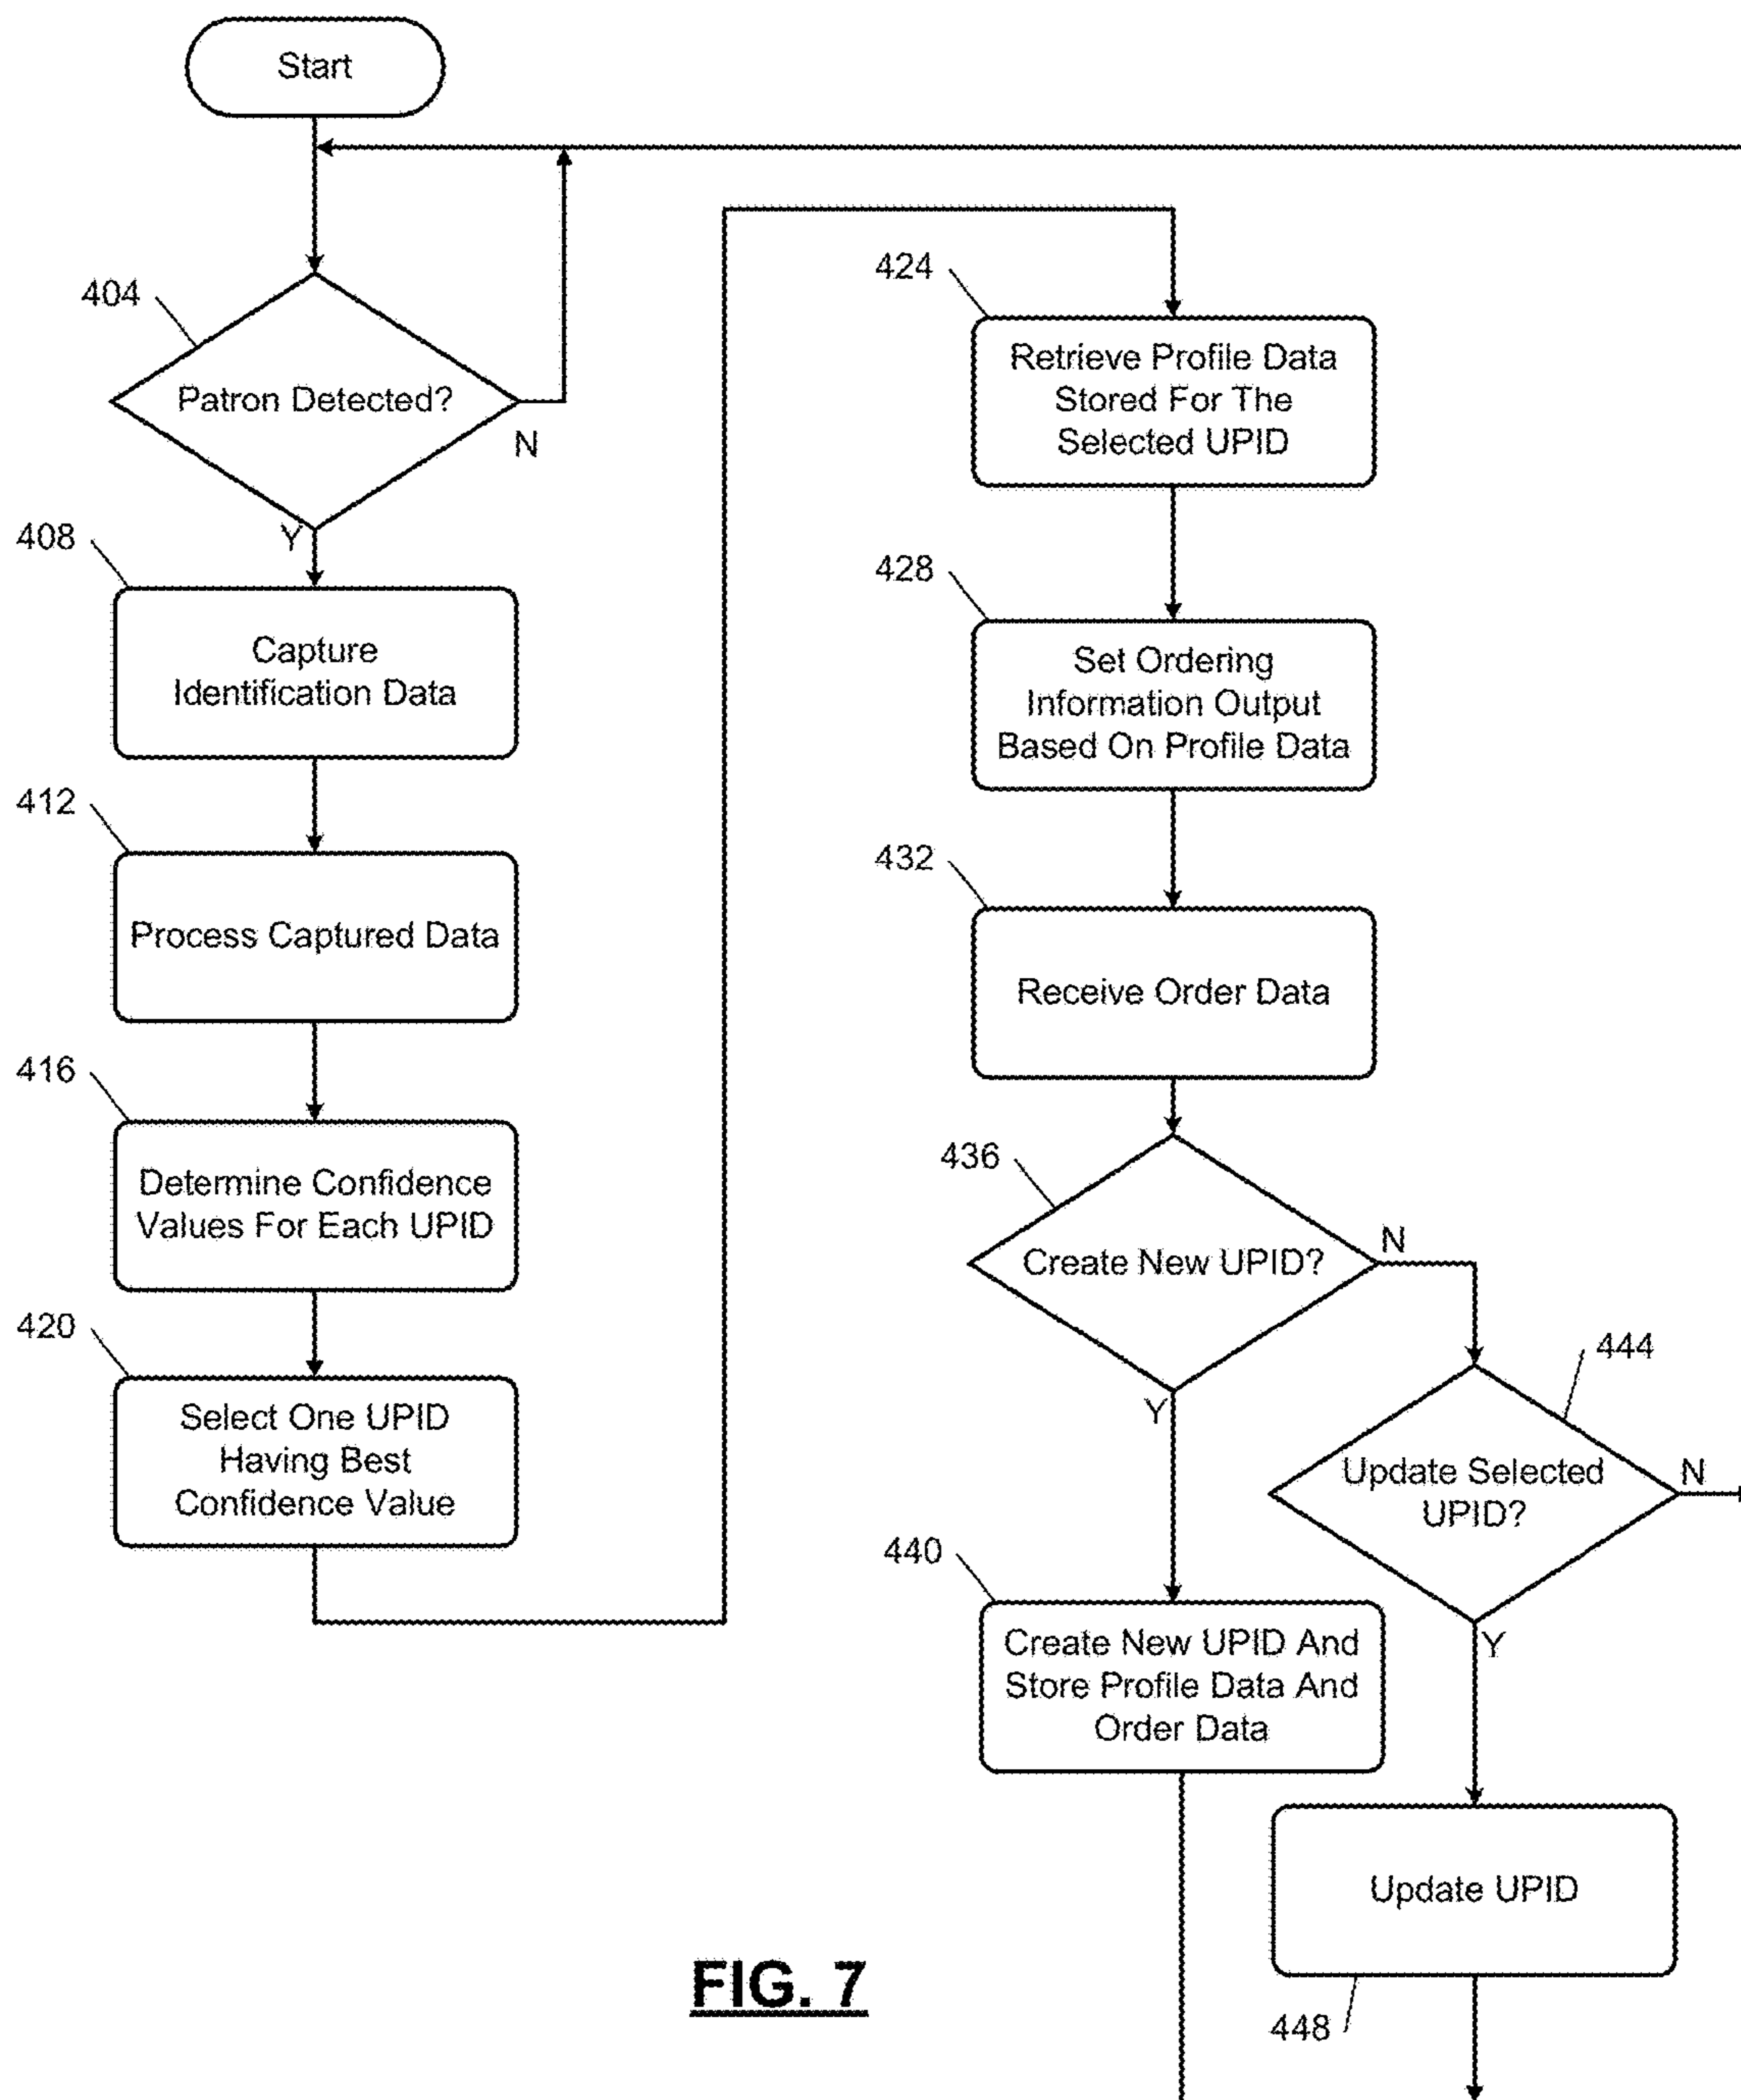 Start
404
Patron Detected?
N
Y
408
Capture
Identification Data
412
Process Captured Data
416
Determine Confidence
Values For Each UPID
420
Select One UPID
Having Best
Confidence Value
424
Retrieve Profile Data
Stored For The
Selected UPID
428
Set Ordering
Information Output
Based On Profile Data
432
Receive Order Data
436
Create New UPID?
N
Y
444
Update Selected
UPID?
N
Y
440
Create New UPID And
Store Profile Data And
Order Data
Update UPID
448
FIG. 7